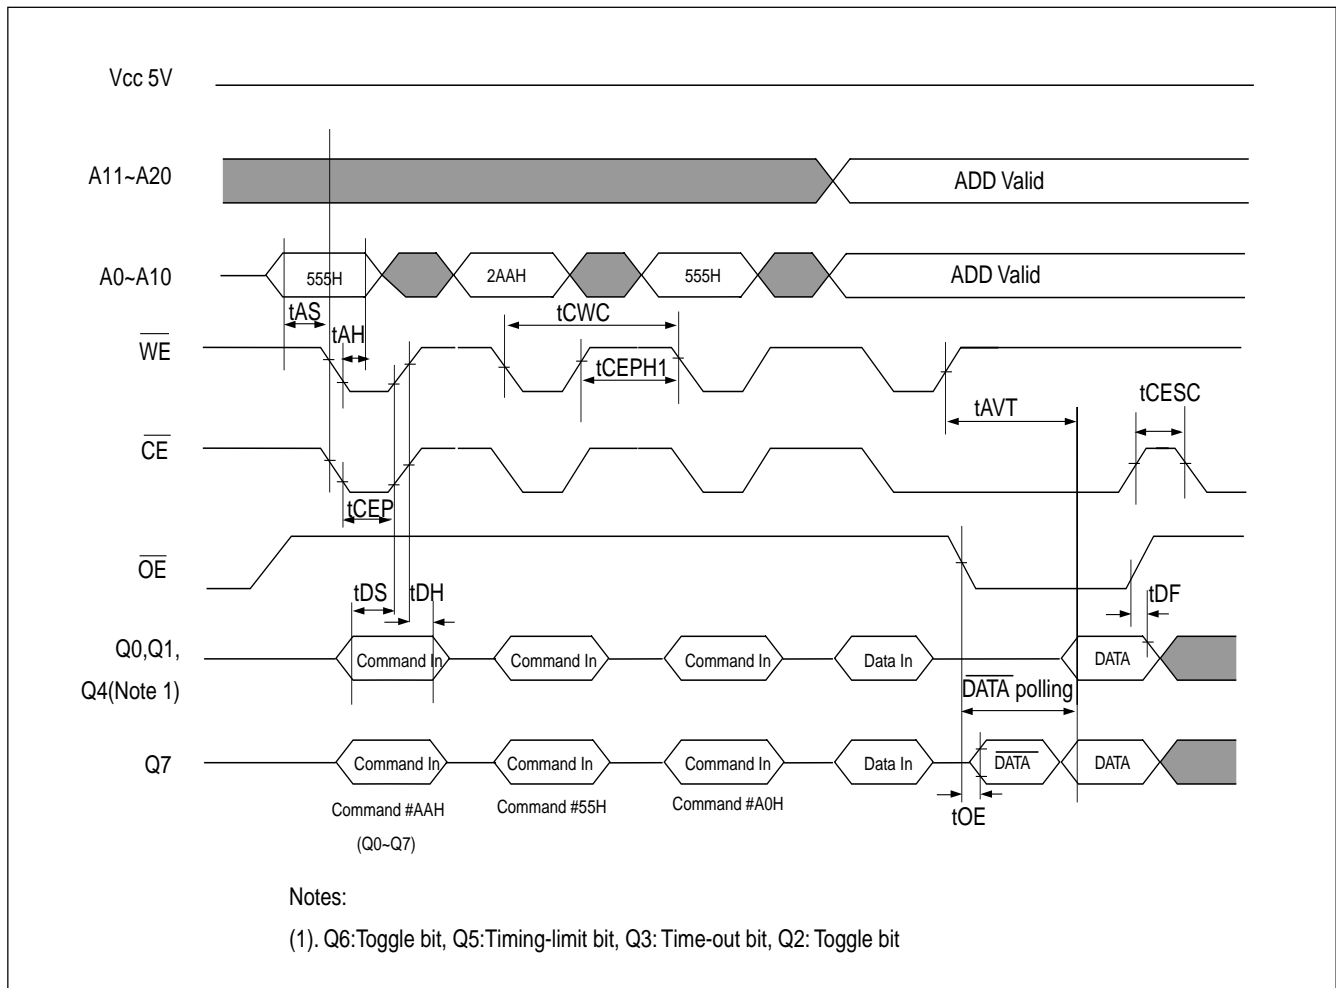 Vcc 5V
A11~A20
ADD Valid
A0~A10
555H
2AAH
555H
ADD Valid
tAS
tAH
tCWC
WE
tCEPH1
tAVT
tCESC
CE
tCEP
OE
tDS
tDH
tDF
Q0,Q1,
Q4(Note 1)
Command In
Command In
Command In
Data In
DATA
DATA polling
Q7
Command In
Command In
Command In
Data In
DATA
DATA
Command #AAH
(Q0~Q7)
Command #55H
Command #A0H
tOE
Notes:
(1). Q6:Toggle bit, Q5:Timing-limit bit, Q3: Time-out bit, Q2: Toggle bit